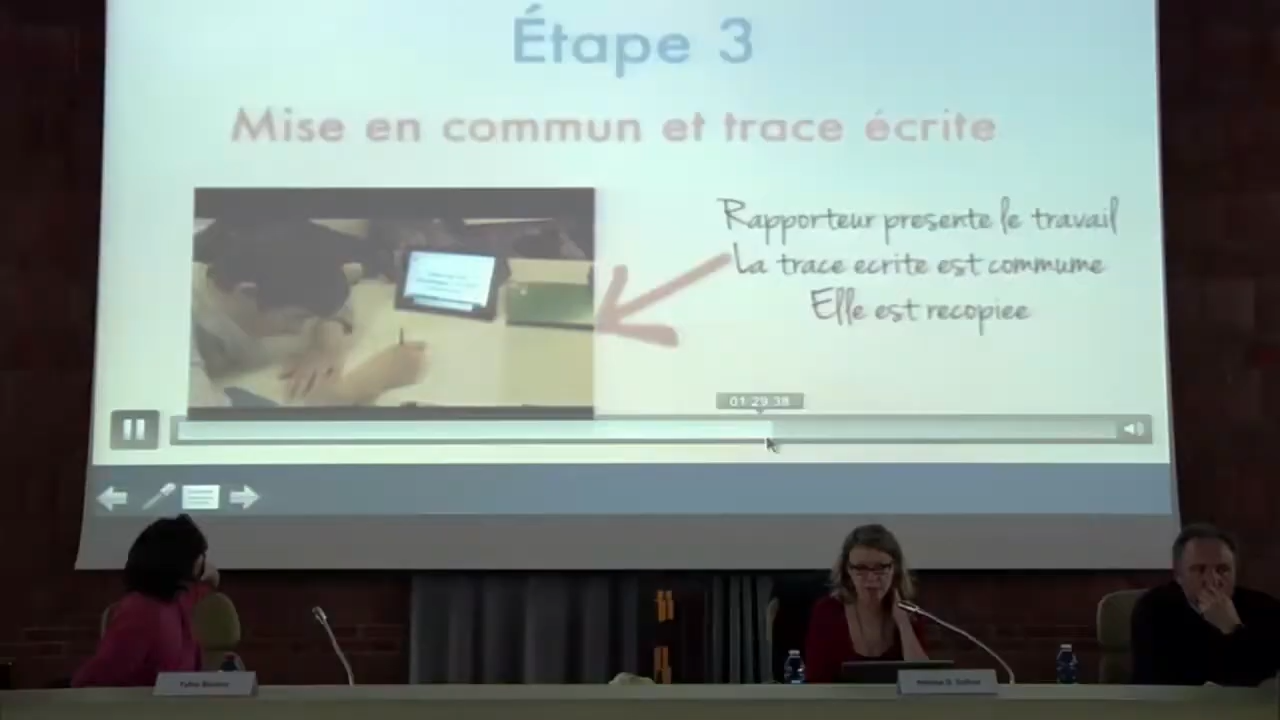 Étape 3
Mise en commun et trace écrite
Rapporteur presente le travail
La trace ecrite est commume
Elle est recopiee
01:29.38